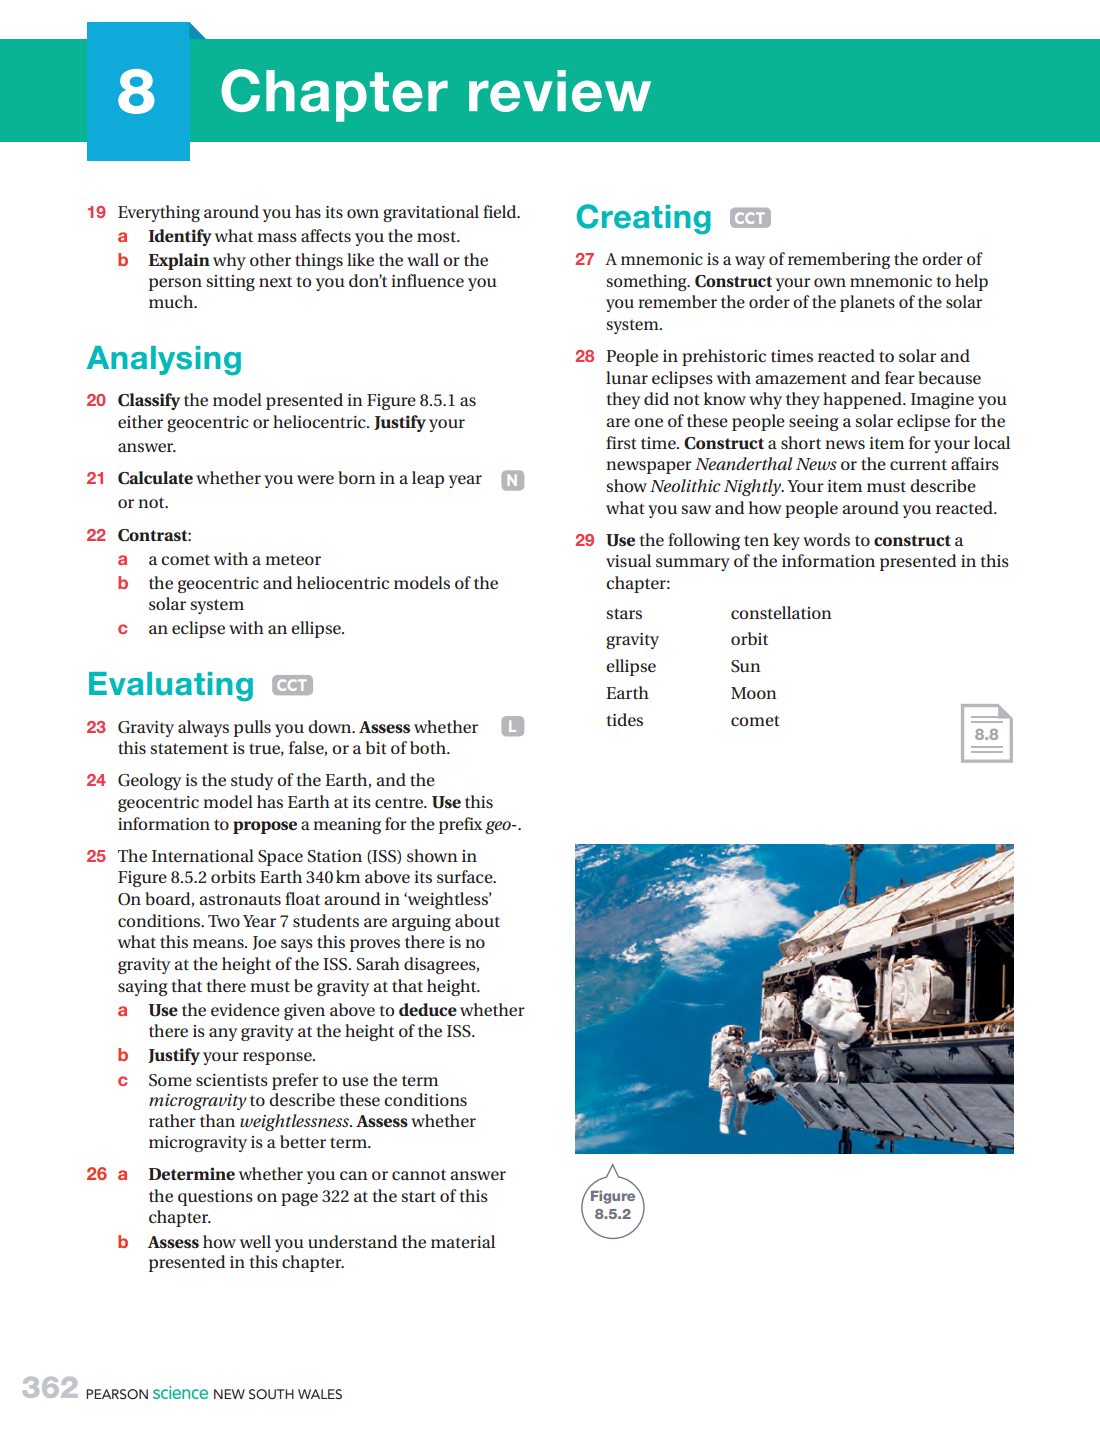 8
Chapter review
19 Everything around you has its own gravitational field.
a Identify what mass affects you the most.
b Explain why other things like the wall or the
person sitting next to you don't influence you
much.
Analysing
20 Classify the model presented in Figure 8.5.1 as
either geocentric or heliocentric. Justify your
answer.
21 Calculate whether you were born in a leap year N
or not.
22 Contrast:
a a comet with a meteor
b the geocentric and heliocentric models of the
solar system
c an eclipse with an ellipse.
Evaluating CCT
23 Gravity always pulls you down. Assess whether L
this statement is true, false, or a bit of both.
24 Geology is the study of the Earth, and the
geocentric model has Earth at its centre. Use this
information to propose a meaning for the prefix geo-.
25 The International Space Station (ISS) shown in
Figure 8.5.2 orbits Earth 340 km above its surface.
On board, astronauts float around in 'weightless'
conditions. Two Year 7 students are arguing about
what this means. Joe says this proves there is no
gravity at the height of the ISS. Sarah disagrees,
saying that there must be gravity at that height.
a Use the evidence given above to deduce whether
there is any gravity at the height of the ISS.
b Justify your response.
c Some scientists prefer to use the term
microgravity to describe these conditions
rather than weightlessness. Assess whether
microgravity is a better term.
26 a Determine whether you can or cannot answer
the questions on page 322 at the start of this
chapter.
b Assess how well you understand the material
presented in this chapter.
Creating CCT
27 A mnemonic is a way of remembering the order of
something. Construct your own mnemonic to help
you remember the order of the planets of the solar
system.
28 People in prehistoric times reacted to solar and
lunar eclipses with amazement and fear because
they did not know why they happened. Imagine you
are one of these people seeing a solar eclipse for the
first time. Construct a short news item for your local
newspaper Neanderthal News or the current affairs
show Neolithic Nightly. Your item must describe
what you saw and how people around you reacted.
29 Use the following ten key words to construct a
visual summary of the information presented in this
chapter:
stars constellation
gravity orbit
ellipse Sun
Earth Moon
tides comet
8.8
Figure
8.5.2
362 PEARSON science NEW SOUTH WALES